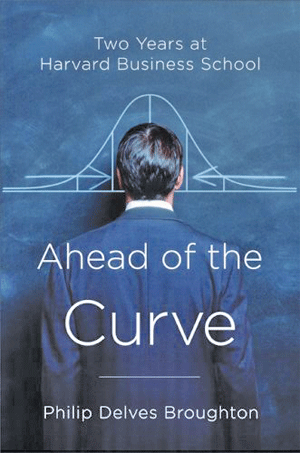 Two Years at
Harvard Business School
Ahead of the
Curve
Philip Delves Broughton